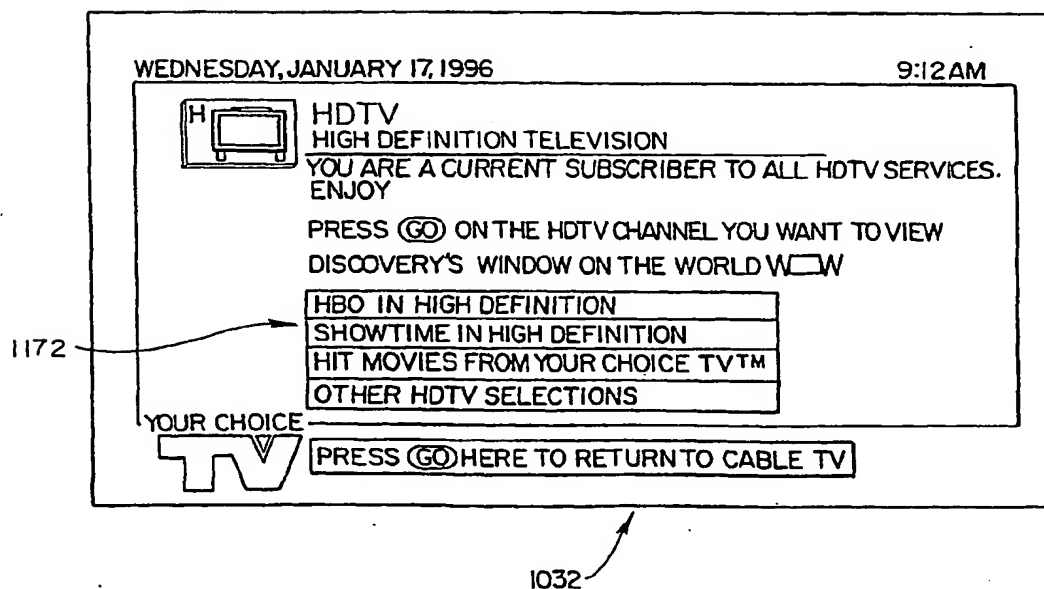 WEDNESDAY, JANUARY 17, 1996 9:12 AM
H
HDTV
HIGH DEFINITION TELEVISION
YOU ARE A CURRENT SUBSCRIBER TO ALL HDTV SERVICES.
ENJOY
PRESS GO ON THE HDTV CHANNEL YOU WANT TO VIEW
DISCOVERY'S WINDOW ON THE WORLD WOW
HBO IN HIGH DEFINITION
SHOWTIME IN HIGH DEFINITION
1172
HIT MOVIES FROM YOUR CHOICE TV™
OTHER HDTV SELECTIONS
YOUR CHOICE
TV
PRESS GO HERE TO RETURN TO CABLE TV
1032